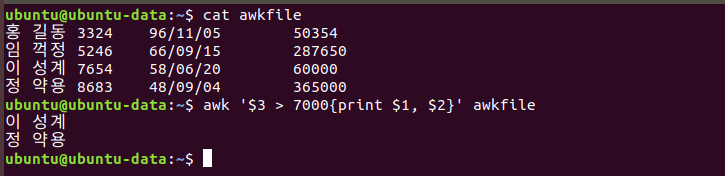 ubuntu@ubuntu-data:~$ cat awkfile
홍 길동 3324 96/11/05 50354
임 꺽정 5246 66/09/15 287650
이 성계 7654 58/06/20 60000
정 약용 8683 48/09/04 365000
ubuntu@ubuntu-data:~$ awk '$3 > 7000{print $1, $2}' awkfile
이 성계
정 약용
ubuntu@ubuntu-data:~$